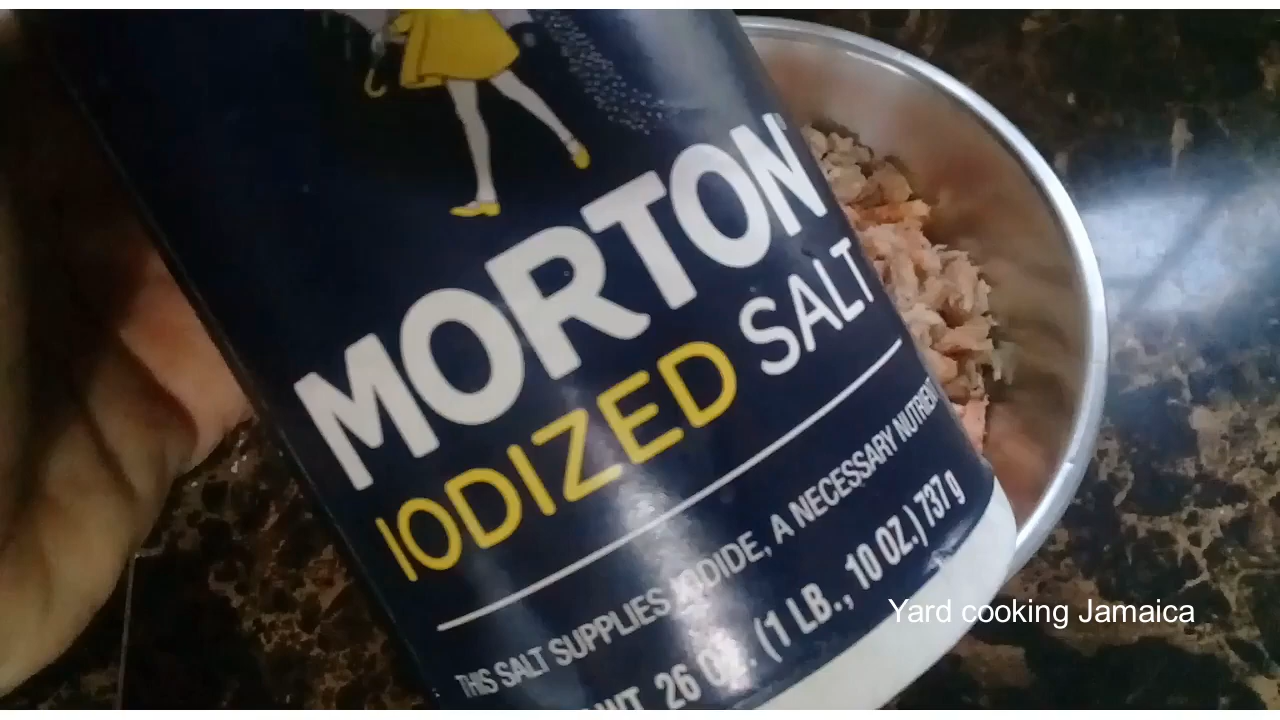 MORTON
IODIZED SALT
THIS SALT SUPPLIES IODIDE, A NECESSARY NUTRIENT
WT. 26 OZ. (1 LB., 10 OZ.) 737 g
Yard cooking Jamaica